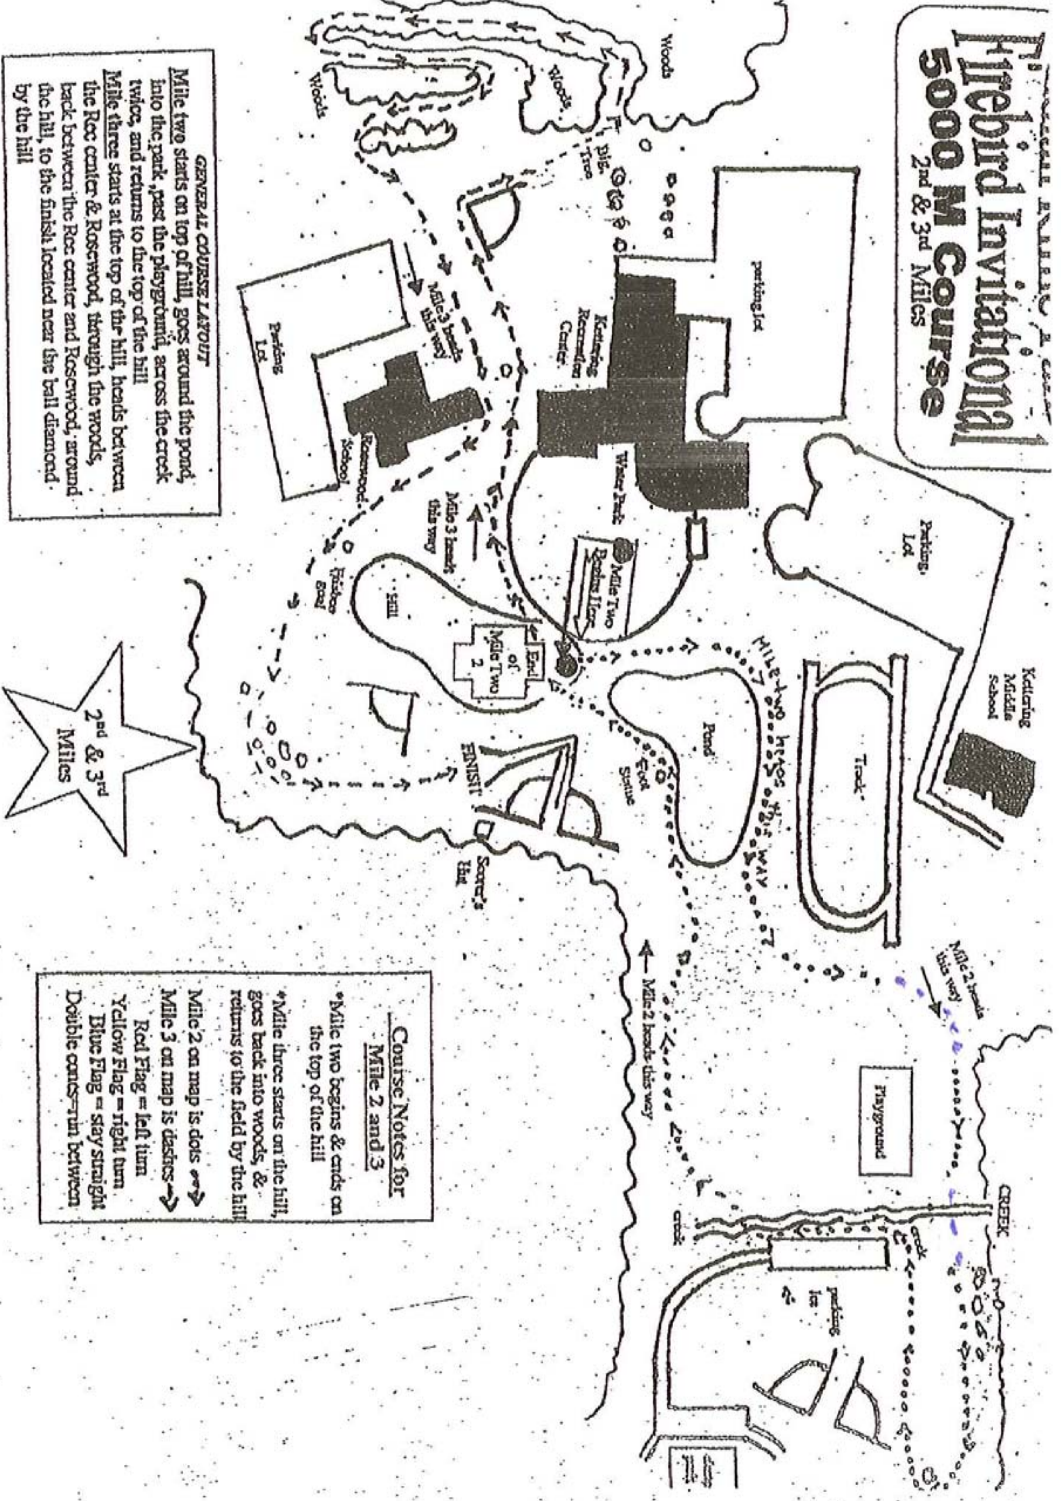 Firebird Invitational
5000 M Course
2nd & 3rd Miles
Kettering
Middle
School
Parking
Lot
parking lot
Track
Mile 2 heads
this way
CREEK
Playground
creek
creek
parking
lot
MILE two heads this way
Pond
Foot
Statue
Mile 2 heads this way
Woods
Woods
Woods
big
Tree
Kettering
Recreation
Center
Water Park
Mile Two
Begins Here
End
of
Mile Two
2
Hill
Mile 3 heads
this way
Mile 3 heads
this way
Rosewood
School
Parking
Lot
Frisbee
goal
FINISH
Scorer's
Hut
GENERAL COURSE LAYOUT
Mile two starts on top of hill, goes around the pond,
into the park, past the playground, across the creek
twice, and returns to the top of the hill
Mile three starts at the top of the hill, heads between
the Rec center & Rosewood, through the woods,
back between the Rec center and Rosewood, around
the hill, to the finish located near the ball diamond
by the hill
2nd & 3rd
Miles
Course Notes for
Mile 2 and 3
*Mile two begins & ends on
the top of the hill
*Mile three starts on the hill,
goes back into woods, &
returns to the field by the hill
Mile 2 on map is dots
Mile 3 on map is dashes
Red Flag = left turn
Yellow Flag = right turn
Blue Flag = stay straight
Double cones=run between